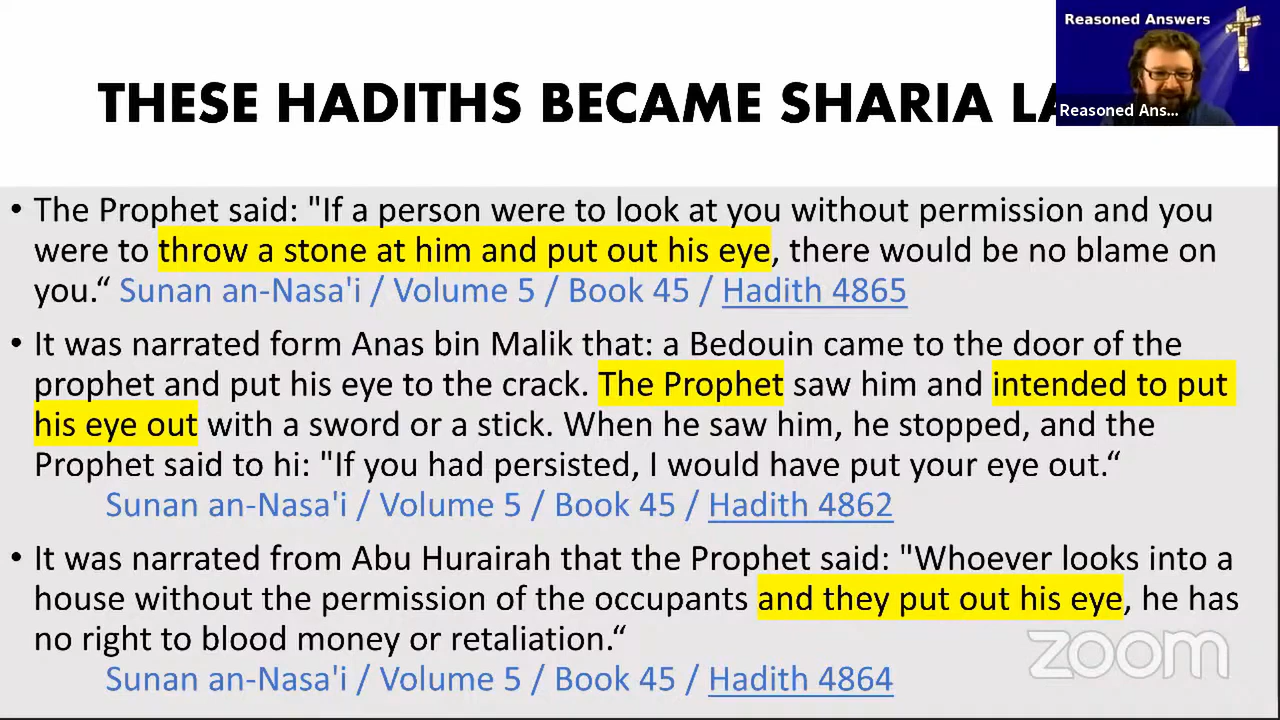 Reasoned Answers
THESE HADITHS BECAME SHARIA LA
Reasoned Ans...
• The Prophet said: "If a person were to look at you without permission and you
were to throw a stone at him and put out his eye, there would be no blame on
you.“ Sunan an-Nasa'i / Volume 5 / Book 45 / Hadith 4865
• It was narrated form Anas bin Malik that: a Bedouin came to the door of the
prophet and put his eye to the crack. The Prophet saw him and intended to put
his eye out with a sword or a stick. When he saw him, he stopped, and the
Prophet said to hi: "If you had persisted, I would have put your eye out.“
Sunan an-Nasa'i / Volume 5 / Book 45 / Hadith 4862
• It was narrated from Abu Hurairah that the Prophet said: "Whoever looks into a
house without the permission of the occupants and they put out his eye, he has
no right to blood money or retaliation.“
Sunan an-Nasa'i / Volume 5 / Book 45 / Hadith 4864
zoom